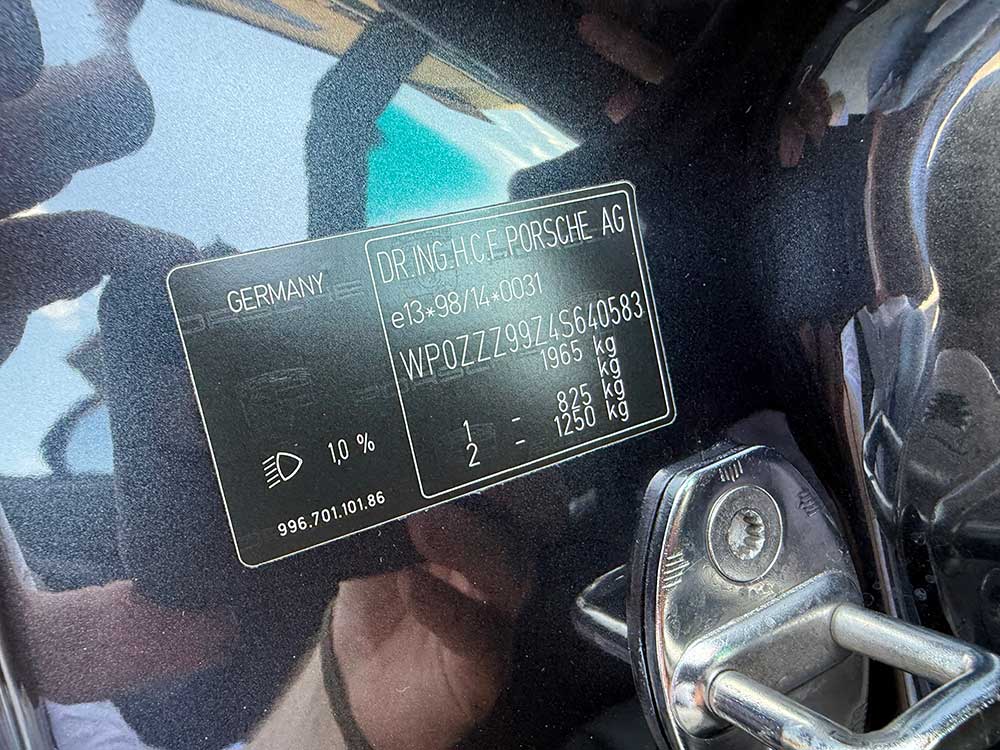 GERMANY
1,0 %
996.701.101.86
DR.ING.H.C.F.PORSCHE AG
e13*98/14*0031
WP0ZZZ99Z4S640583
1965 kg
kg
1 - 825 kg
2 - 1250 kg